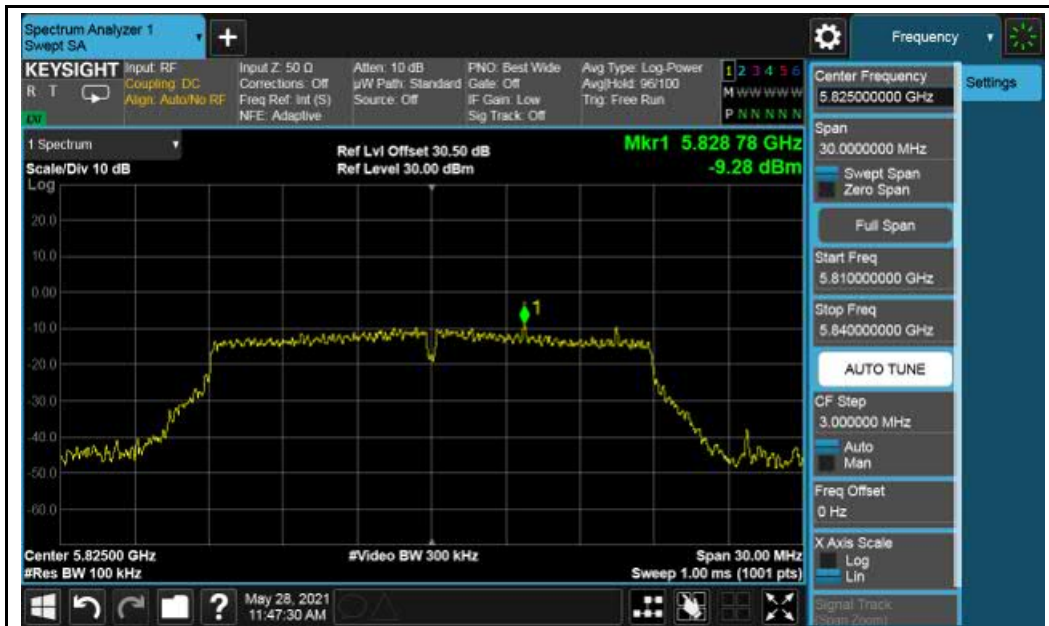 Spectrum Analyzer 1
Swept SA
Frequency
KEYSIGHT
R T
Input: RF
Coupling: DC
Align: Auto/No RF
Input Z: 50 Ω
Corrections: Off
Freq Ref: Int (S)
NFE: Adaptive
Atten: 10 dB
µW Path: Standard
Source: Off
PNO: Best Wide
Gate: Off
IF Gain: Low
Sig Track: Off
Avg Type: Log-Power
Avg|Hold: 96/100
Trig: Free Run
1 2 3 4 5 6
M W W W W W
P N N N N N
1 Spectrum
Scale/Div 10 dB
Log
Ref Lvl Offset 30.50 dB
Ref Level 30.00 dBm
Mkr1 5.828 78 GHz
-9.28 dBm
20.0
10.0
0.00
-10.0
-20.0
-30.0
-40.0
-50.0
-60.0
1
Center 5.82500 GHz
#Res BW 100 kHz
#Video BW 300 kHz
Span 30.00 MHz
Sweep 1.00 ms (1001 pts)
May 28, 2021
11:47:30 AM
?
Center Frequency
5.825000000 GHz
Span
30.0000000 MHz
Swept Span
Zero Span
Full Span
Start Freq
5.810000000 GHz
Stop Freq
5.840000000 GHz
AUTO TUNE
CF Step
3.000000 MHz
Auto
Man
Freq Offset
0 Hz
X Axis Scale
Log
Lin
Signal Track
(Span Zoom)
Settings